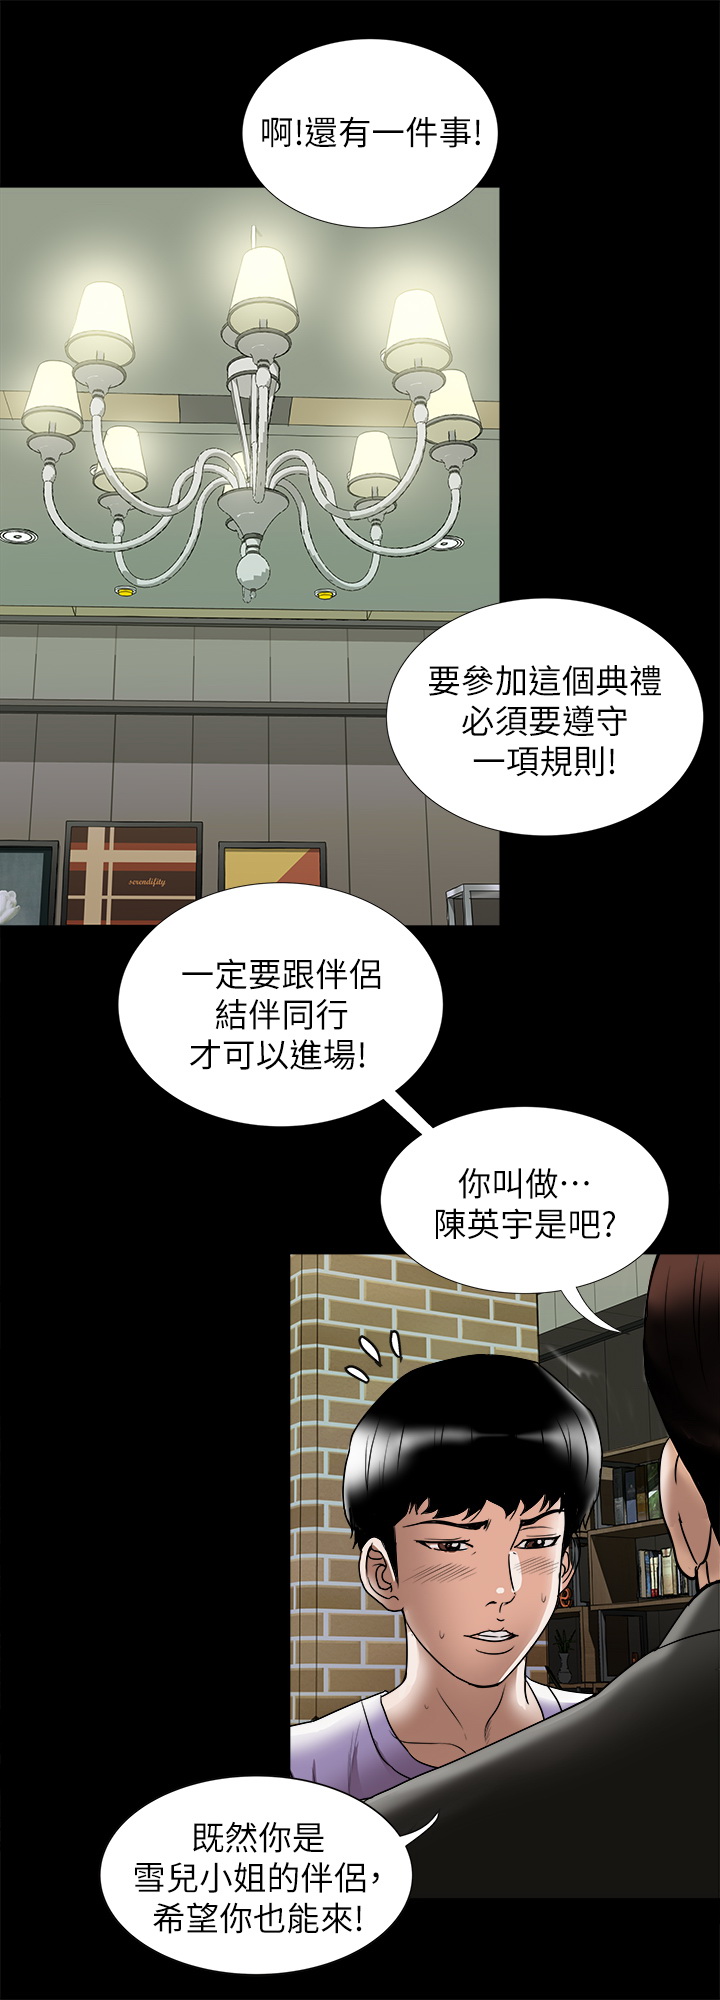 啊!還有一件事!
要參加這個典禮
必須要遵守
一項規則!
serendifity
一定要跟伴侶
結伴同行
才可以進場!
你叫做…
陳英宇是吧?
既然你是
雪兒小姐的伴侶,
希望你也能來!